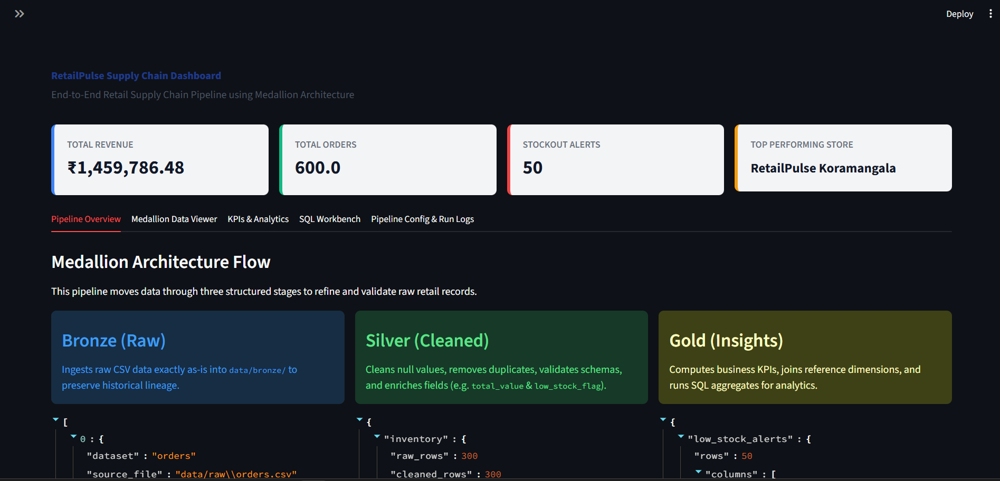 Deploy
RetailPulse Supply Chain Dashboard
End-to-End Retail Supply Chain Pipeline using Medallion Architecture
TOTAL REVENUE
₹1,459,786.48
TOTAL ORDERS
600.0
STOCKOUT ALERTS
50
TOP PERFORMING STORE
RetailPulse Koramangala
Pipeline Overview
Medallion Data Viewer
KPIs & Analytics
SQL Workbench
Pipeline Config & Run Logs
Medallion Architecture Flow
This pipeline moves data through three structured stages to refine and validate raw retail records.
Bronze (Raw)
Ingests raw CSV data exactly as-is into data/bronze/ to
preserve historical lineage.
Silver (Cleaned)
Cleans null values, removes duplicates, validates schemas,
and enriches fields (e.g. total_value & low_stock_flag).
Gold (Insights)
Computes business KPIs, joins reference dimensions, and
runs SQL aggregates for analytics.
[
0 : {
"dataset" : "orders"
"source_file" : "data/raw\\orders.csv"
{
"inventory" : {
"raw_rows" : 300
"cleaned_rows" : 300
{
"low_stock_alerts" : {
"rows" : 50
"columns" : [